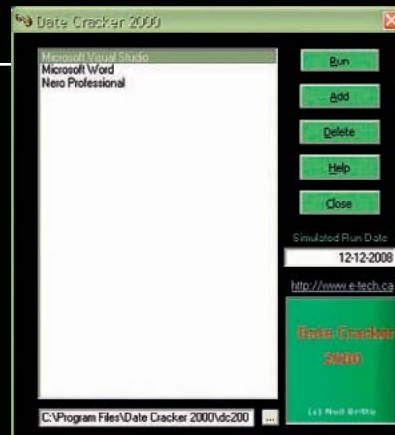 Date Cracker 2000
Microsoft Visual Studio
Microsoft Word
Nero Professional
Run
Add
Delete
Help
Close
Simulated Run Date
12-12-2008
http://www.e-tech.ca
Date Cracker
2000
(c) Neil Britto
C:\Program Files\Date Cracker 2000\dc200
...